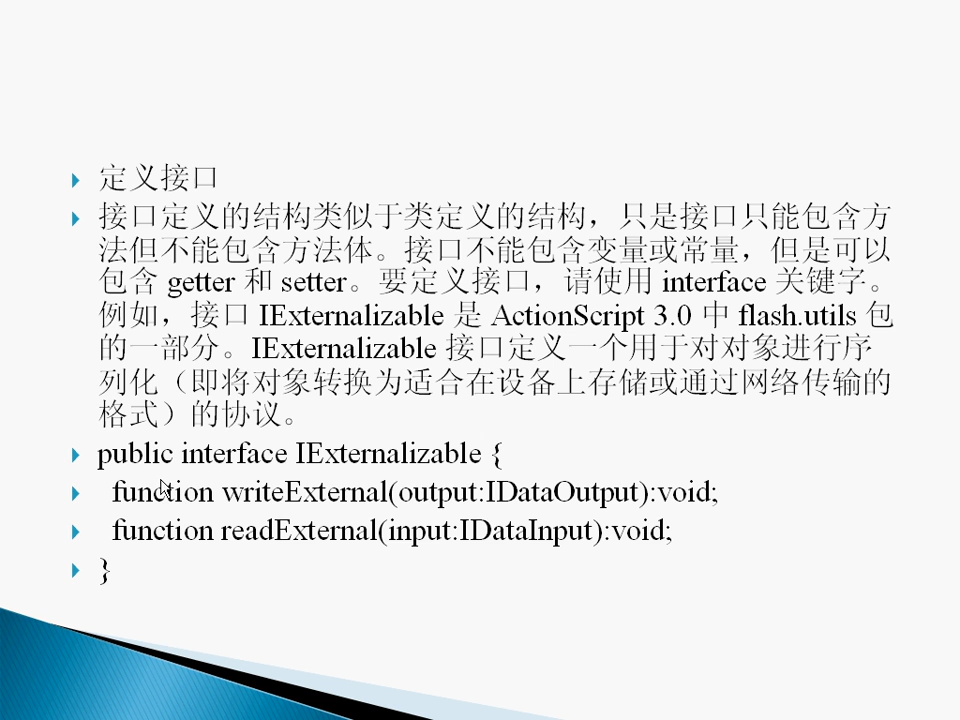 定义接口
接口定义的结构类似于类定义的结构，只是接口只能包含方
法但不能包含方法体。接口不能包含变量或常量，但是可以
包含 getter 和 setter。要定义接口，请使用 interface 关键字。
例如，接口 IExternalizable 是 ActionScript 3.0 中 flash.utils 包
的一部分。IExternalizable 接口定义一个用于对对象进行序
列化（即将对象转换为适合在设备上存储或通过网络传输的
格式）的协议。
public interface IExternalizable {
function writeExternal(output:IDataOutput):void;
function readExternal(input:IDataInput):void;
}